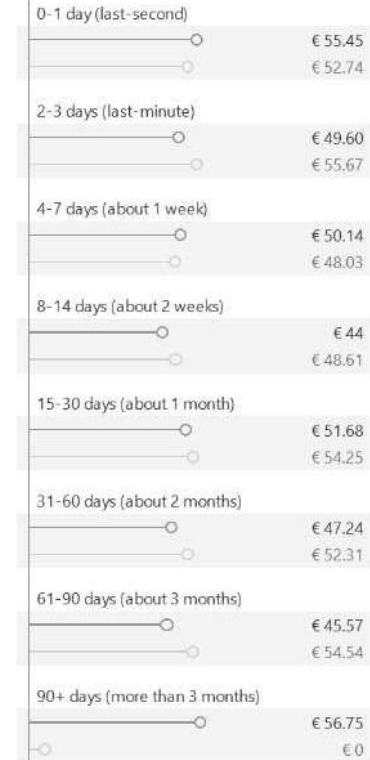 0-1 day (last-second)
€ 55.45
€ 52.74
2-3 days (last-minute)
€ 49.60
€ 55.67
4-7 days (about 1 week)
€ 50.14
€ 48.03
8-14 days (about 2 weeks)
€ 44
€ 48.61
15-30 days (about 1 month)
€ 51.68
€ 54.25
31-60 days (about 2 months)
€ 47.24
€ 52.31
61-90 days (about 3 months)
€ 45.57
€ 54.54
90+ days (more than 3 months)
€ 56.75
€ 0